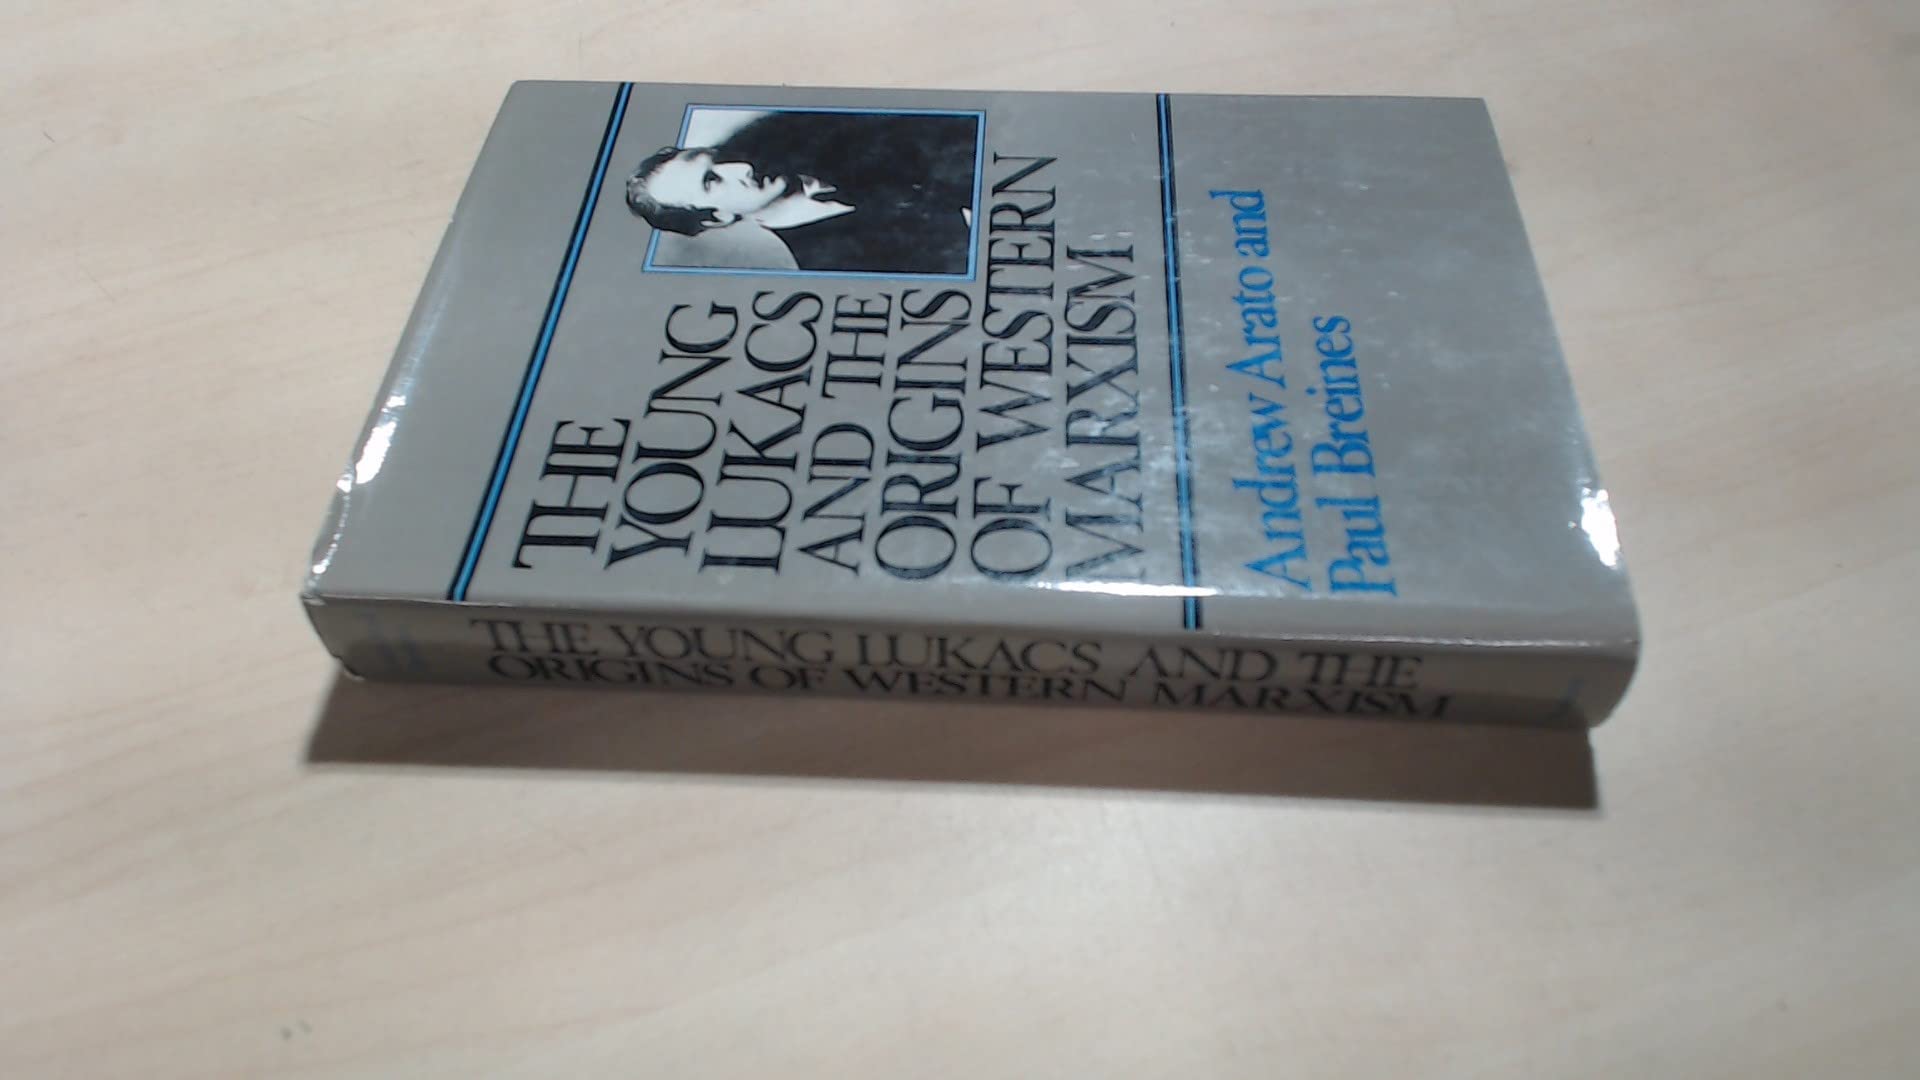 THE
YOUNG
LUKACS
AND THE
ORIGINS
OF WESTERN
MARXISM
Andrew Arato and
Paul Breines
THE YOUNG LUKACS AND THE
ORIGINS OF WESTERN MARXISM